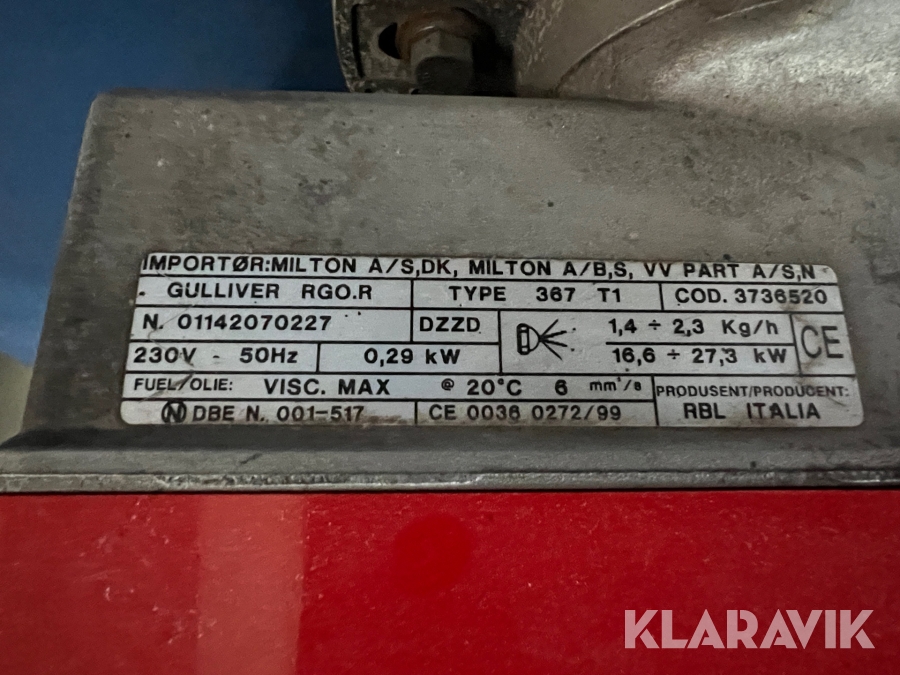 IMPORTØR:MILTON A/S,DK, MILTON A/B,S, VV PART A/S,N
GULLIVER RGO.R TYPE 367 T1 COD. 3736520
N. 01142070227 DZZD 1,4 ÷ 2,3 Kg/h CE
230V - 50Hz 0,29 kW 16,6 ÷ 27,3 kW
FUEL/OLIE: VISC. MAX @ 20°C 6 mm²/s PRODUSENT/PRODUCENT:
N DBE N. 001-517 CE 0036 0272/99 RBL ITALIA
KLARAVIK